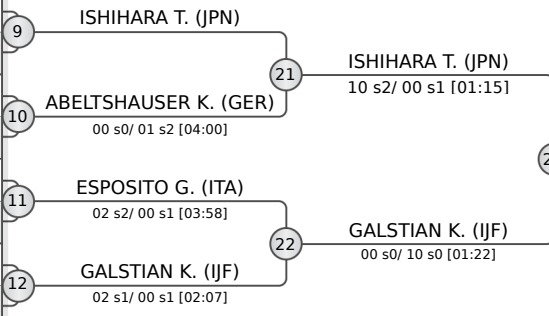 ISHIHARA T. (JPN)
9
21
ISHIHARA T. (JPN)
10 s2/ 00 s1 [01:15]
10
ABELTSHAUSER K. (GER)
00 s0/ 01 s2 [04:00]
ESPOSITO G. (ITA)
11
02 s2/ 00 s1 [03:58]
22
GALSTIAN K. (IJF)
00 s0/ 10 s0 [01:22]
GALSTIAN K. (IJF)
12
02 s1/ 00 s1 [02:07]